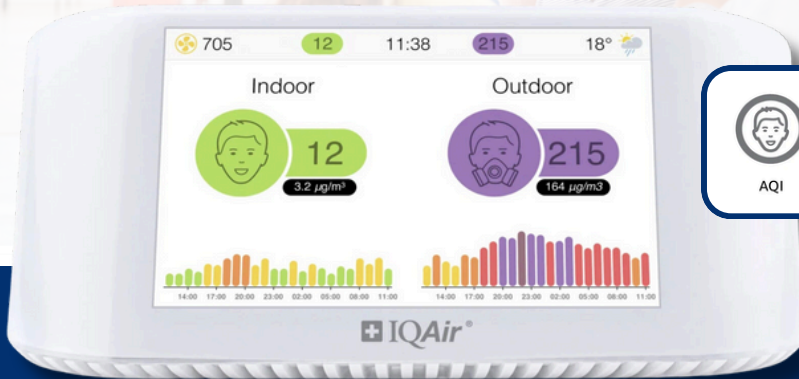 705 12 11:38 215 18°
Indoor Outdoor
12 215
3.2 µg/m³ 164 µg/m3
AQI
14:00 17:00 20:00 23:00 02:00 05:00 08:00 11:00 14:00 17:00 20:00 23:00 02:00 05:00 08:00 11:00
IQAir®